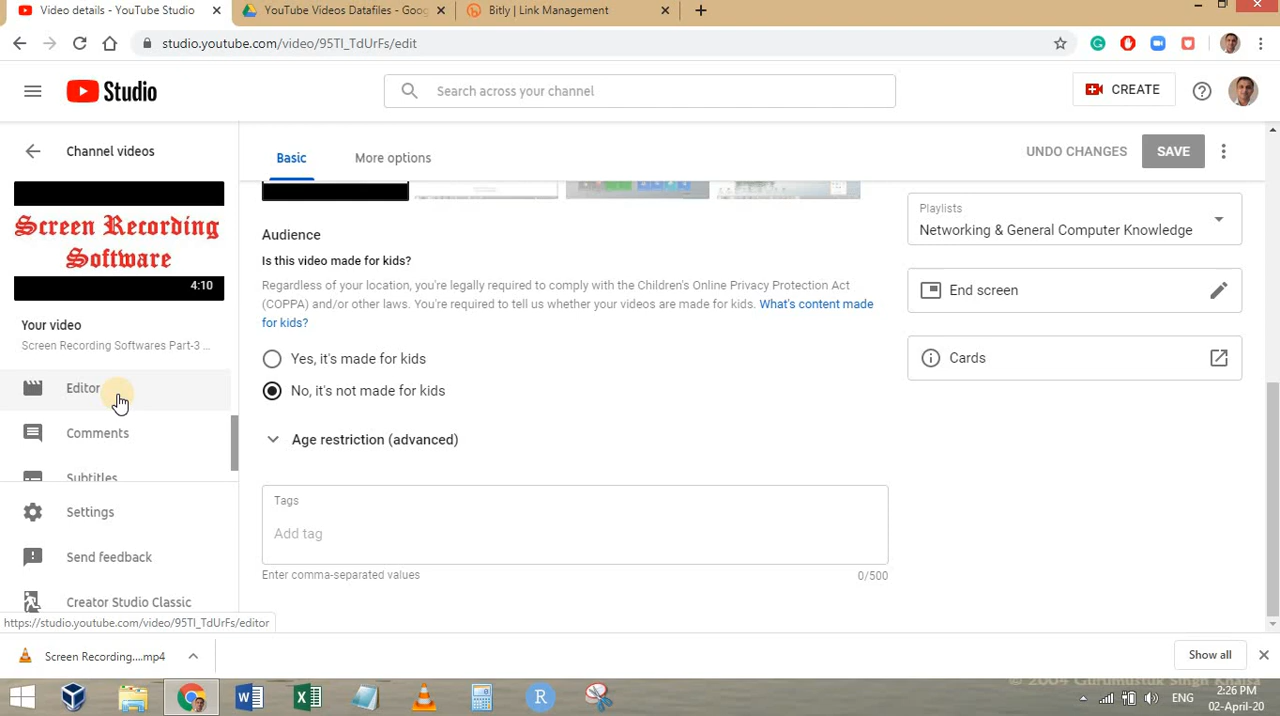 Video details - YouTube Studio
YouTube Videos Datafiles - Goog
Bitly | Link Management
studio.youtube.com/video/95TI_TdUrFs/edit
Studio
Search across your channel
CREATE
Channel videos
Basic
More options
UNDO CHANGES
SAVE
Screen Recording
Software
4:10
Your video
Screen Recording Softwares Part-3 ...
Editor
Comments
Subtitles
Settings
Send feedback
Creator Studio Classic
Audience
Is this video made for kids?
Regardless of your location, you're legally required to comply with the Children's Online Privacy Protection Act
(COPPA) and/or other laws. You're required to tell us whether your videos are made for kids. What's content made
for kids?
Yes, it's made for kids
No, it's not made for kids
Age restriction (advanced)
Tags
Add tag
Enter comma-separated values
0/500
Playlists
Networking & General Computer Knowledge
End screen
Cards
https://studio.youtube.com/video/95TI_TdUrFs/editor
Screen Recording....mp4
Show all
© 2004 Gurumustuk Singh Khalsa
ENG
2:26 PM
02-April-20